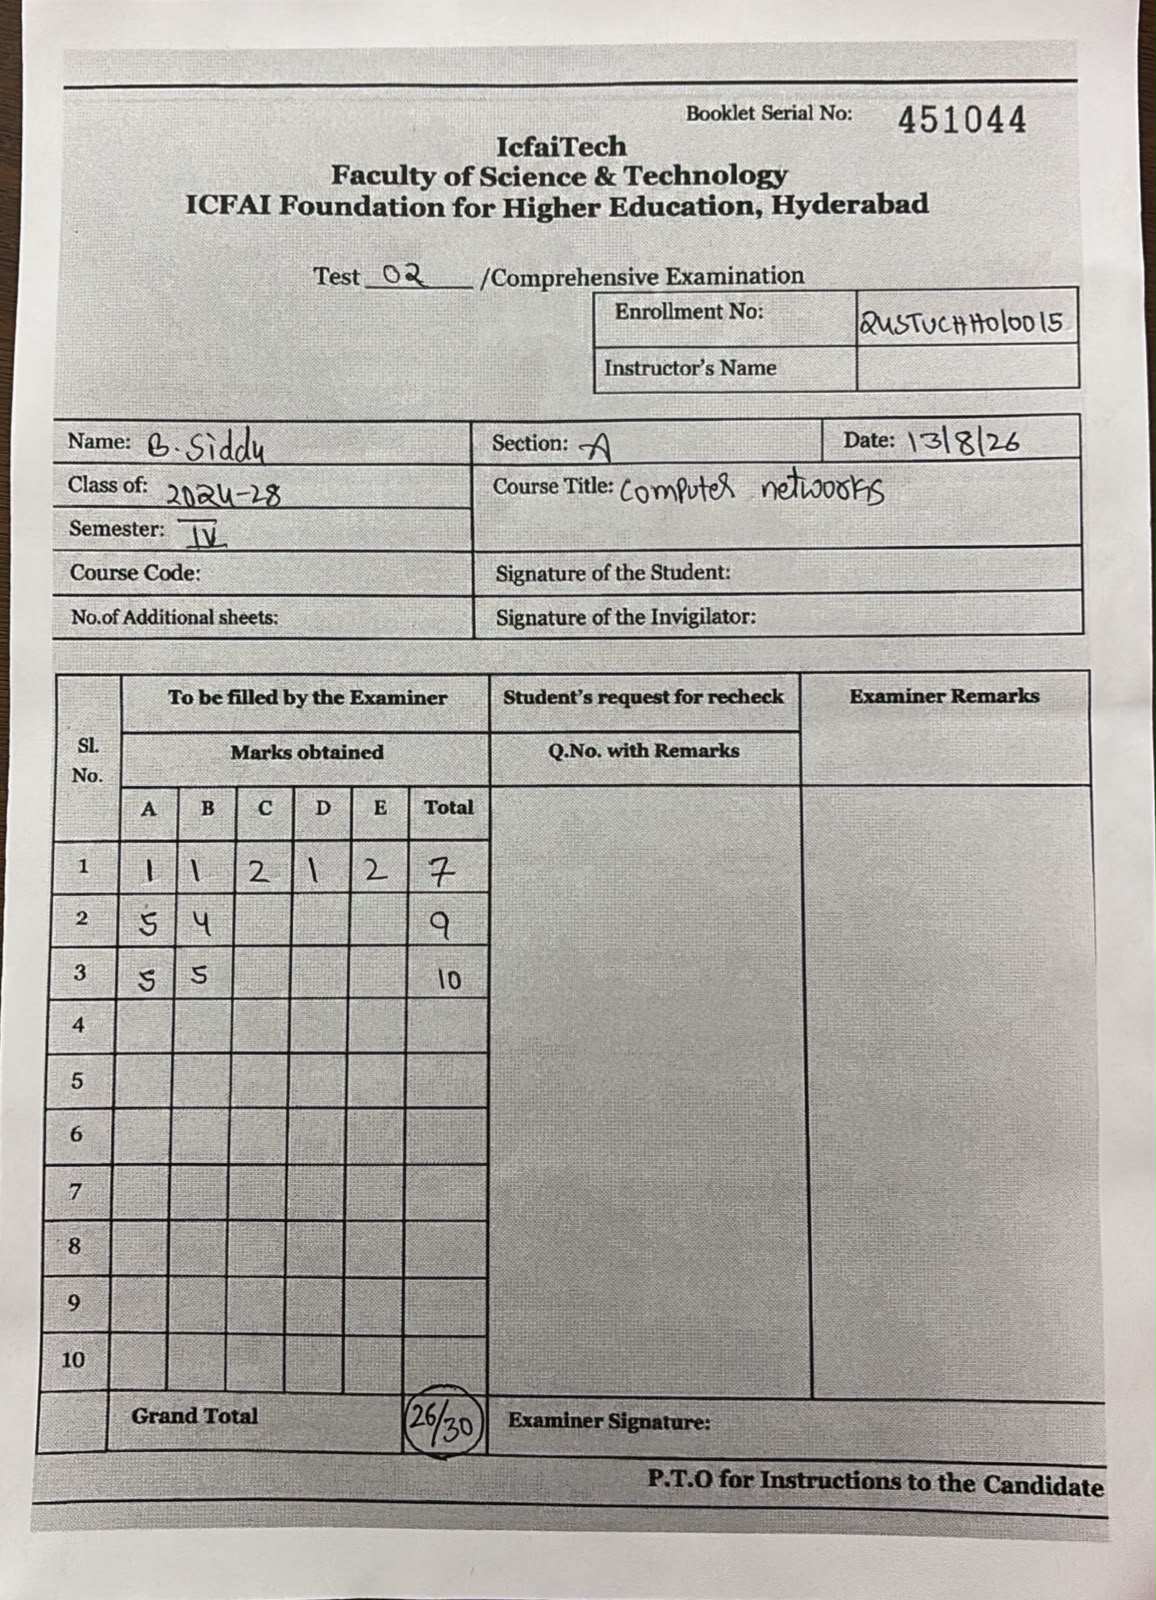 Booklet Serial No: 451044
IcfaiTech
Faculty of Science & Technology
ICFAI Foundation for Higher Education, Hyderabad
Test 02 /Comprehensive Examination
Enrollment No: 24STUCHH010015
Instructor's Name
Name: B. Siddu Section: A Date: 13/8/26
Class of: 2024-28 Course Title: Computer networks
Semester: IV
Course Code: Signature of the Student:
No.of Additional sheets: Signature of the Invigilator:
Sl. No. To be filled by the Examiner Student's request for recheck Examiner Remarks
Marks obtained Q.No. with Remarks
A B C D E Total
1 1 1 2 1 2 7
2 5 4 9
3 5 5 10
4
5
6
7
8
9
10
Grand Total 26/30 Examiner Signature:
P.T.O for Instructions to the Candidate